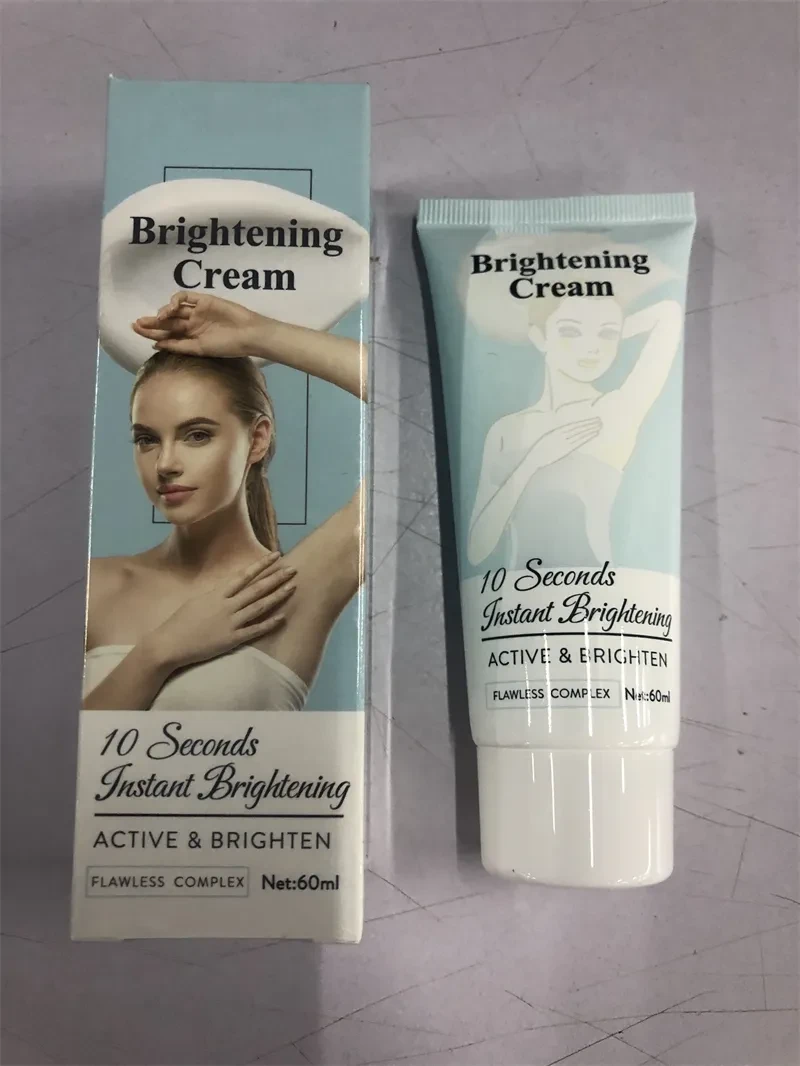 Brightening
Cream
10 Seconds
Instant Brightening
ACTIVE & BRIGHTEN
FLAWLESS COMPLEX Net:60ml
Brightening
Cream
10 Seconds
Instant Brightening
ACTIVE & BRIGHTEN
FLAWLESS COMPLEX Net:60ml